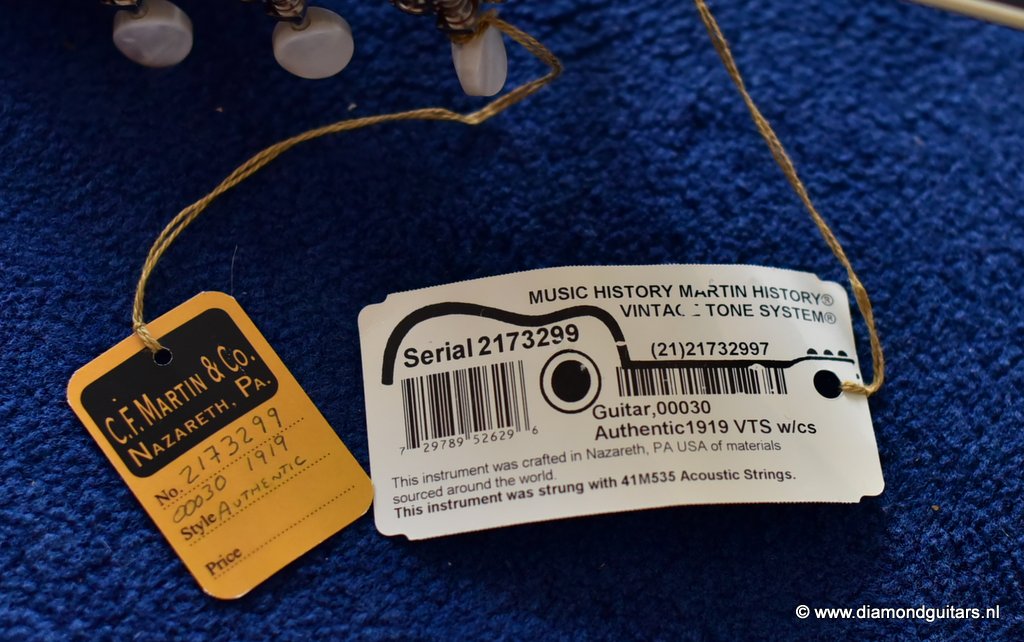 C.F. MARTIN & CO.
NAZARETH, PA.
No. 2173299
00030 1919
Style AUTHENTIC
Price
MUSIC HISTORY MARTIN HISTORY®
TONE SYSTEM®
Serial 2173299
(21)21732997
7 29789 52629 6
Guitar,00030
Authentic1919 VTS w/cs
This instrument was crafted in Nazareth, PA USA of materials
sourced around the world.
This instrument was strung with 41M535 Acoustic Strings.
© www.diamondguitars.nl